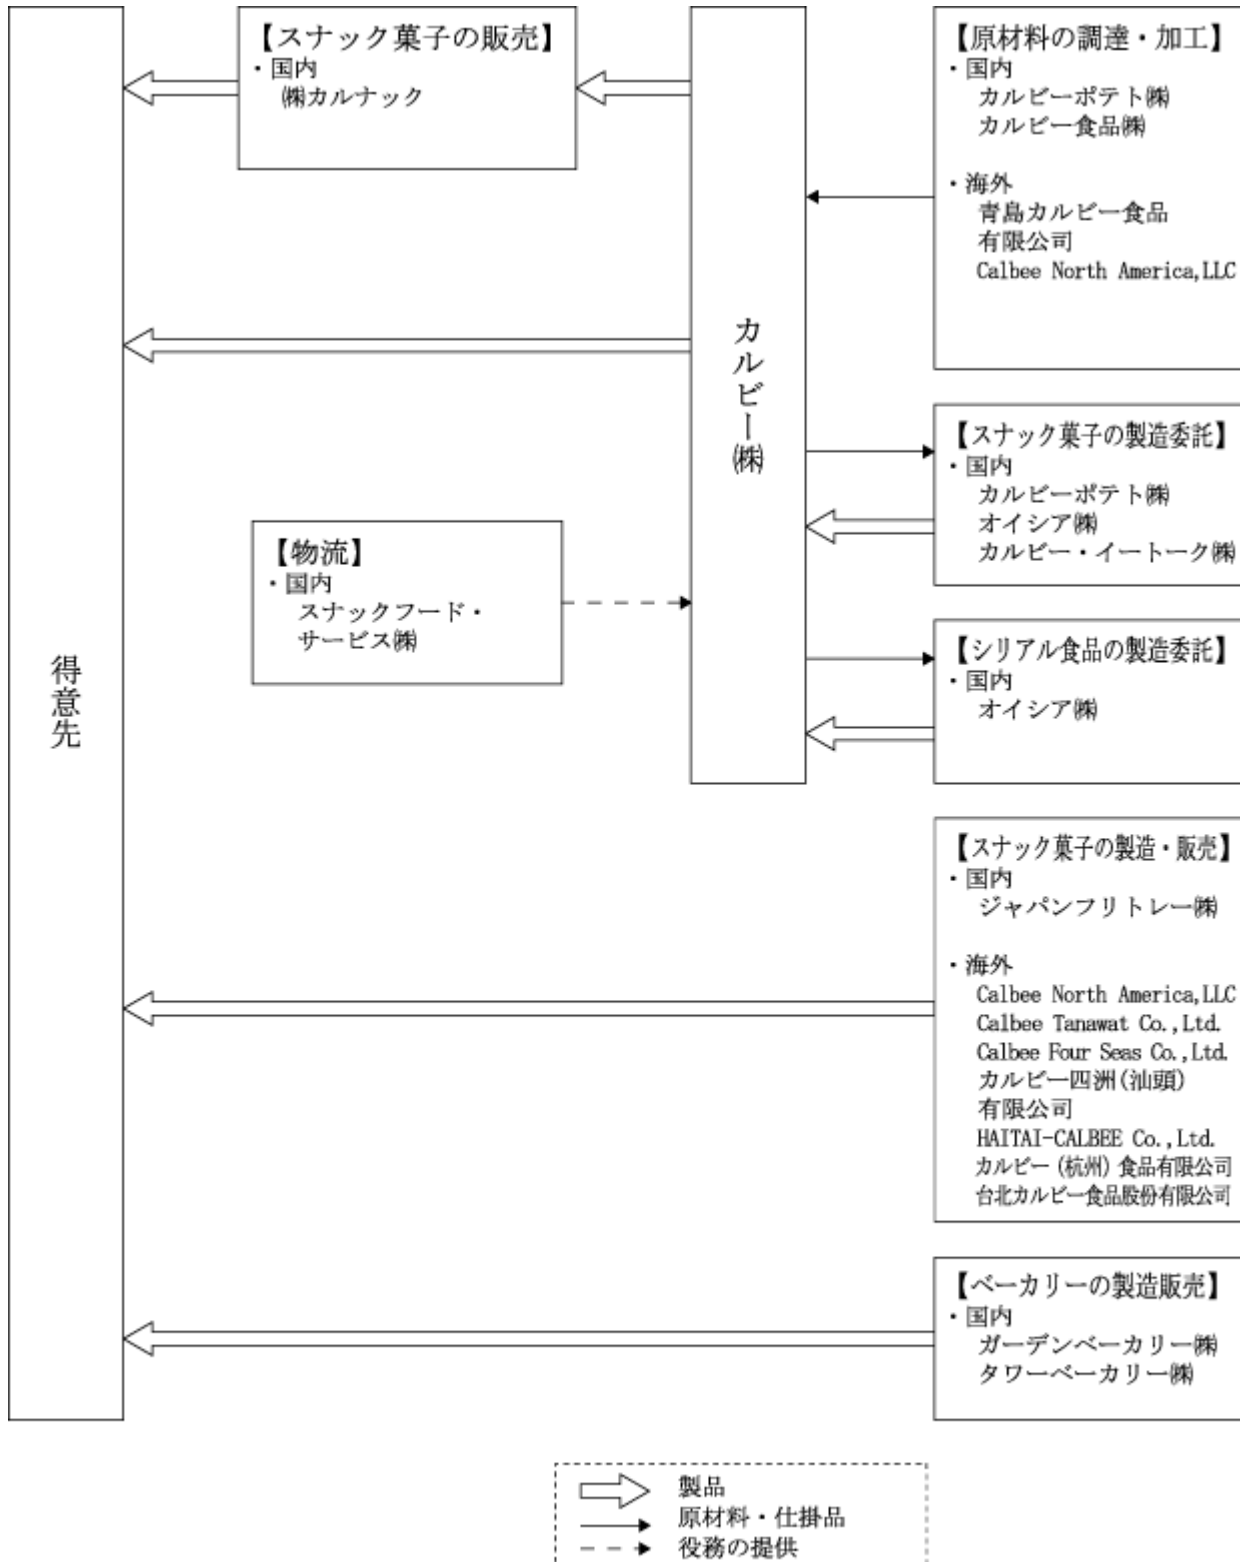 【スナック菓子の販売】
・国内
㈱カルナック
【原材料の調達・加工】
・国内
カルビーポテト㈱
カルビー食品㈱
・海外
青島カルビー食品
有限公司
Calbee North America,LLC
カルビー㈱
【スナック菓子の製造委託】
・国内
カルビーポテト㈱
オイシア㈱
カルビー・イートーク㈱
【物流】
・国内
スナックフード・
サービス㈱
【シリアル食品の製造委託】
・国内
オイシア㈱
得意先
【スナック菓子の製造・販売】
・国内
ジャパンフリトレー㈱
・海外
Calbee North America,LLC
Calbee Tanawat Co.,Ltd.
Calbee Four Seas Co.,Ltd.
カルビー四洲(汕頭)
有限公司
HAITAI-CALBEE Co.,Ltd.
カルビー(杭州)食品有限公司
台北カルビー食品股份有限公司
【ベーカリーの製造販売】
・国内
ガーデンベーカリー㈱
タワーベーカリー㈱
製品
原材料・仕掛品
役務の提供